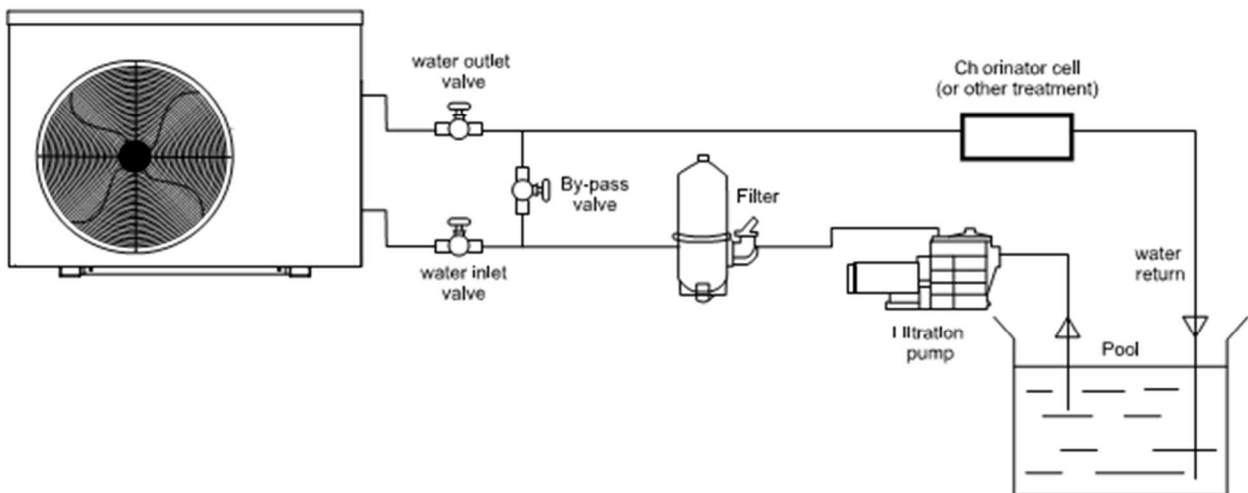 water outlet
valve
Ch orinator cell
(or other treatment)
By-pass
valve
Filter
water inlet
valve
water
return
l iltration
pump
Pool